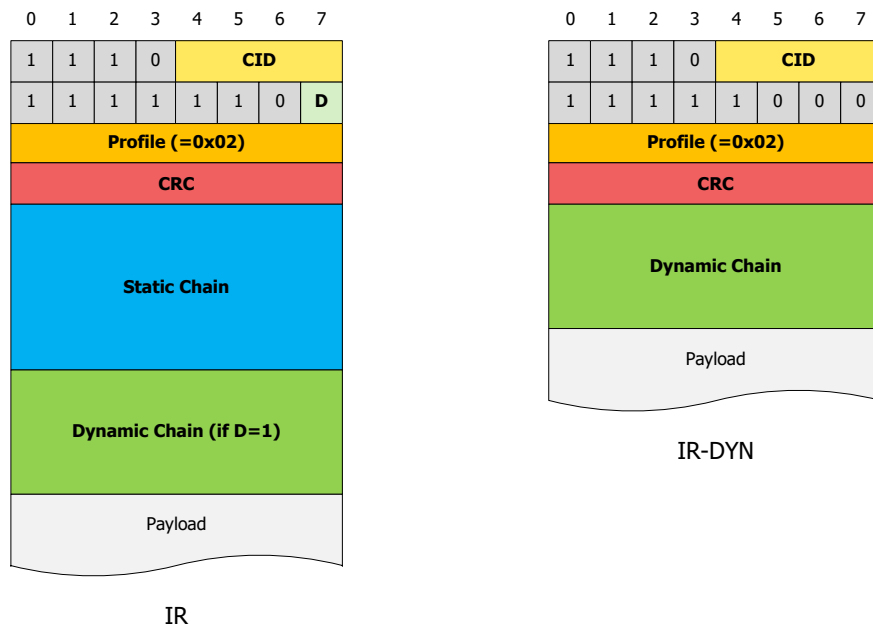 0 1 2 3 4 5 6 7
1 1 1 0 CID
1 1 1 1 1 1 0 D
Profile (=0x02)
CRC
Static Chain
Dynamic Chain (if D=1)
Payload
IR
0 1 2 3 4 5 6 7
1 1 1 0 CID
1 1 1 1 1 0 0 0
Profile (=0x02)
CRC
Dynamic Chain
Payload
IR-DYN